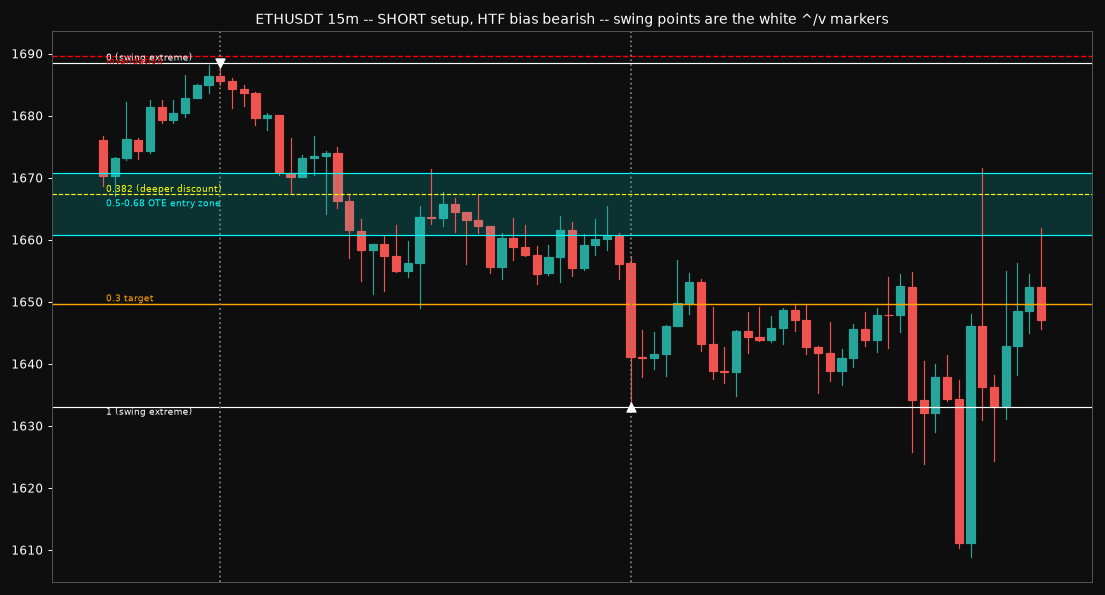 ETHUSDT 15m -- SHORT setup, HTF bias bearish -- swing points are the white ^/v markers
1690
0 (swing extreme)
1680
1670
0.382 (deeper discount)
0.5-0.68 OTE entry zone
1660
1650
0.3 target
1640
1630
1 (swing extreme)
1620
1610